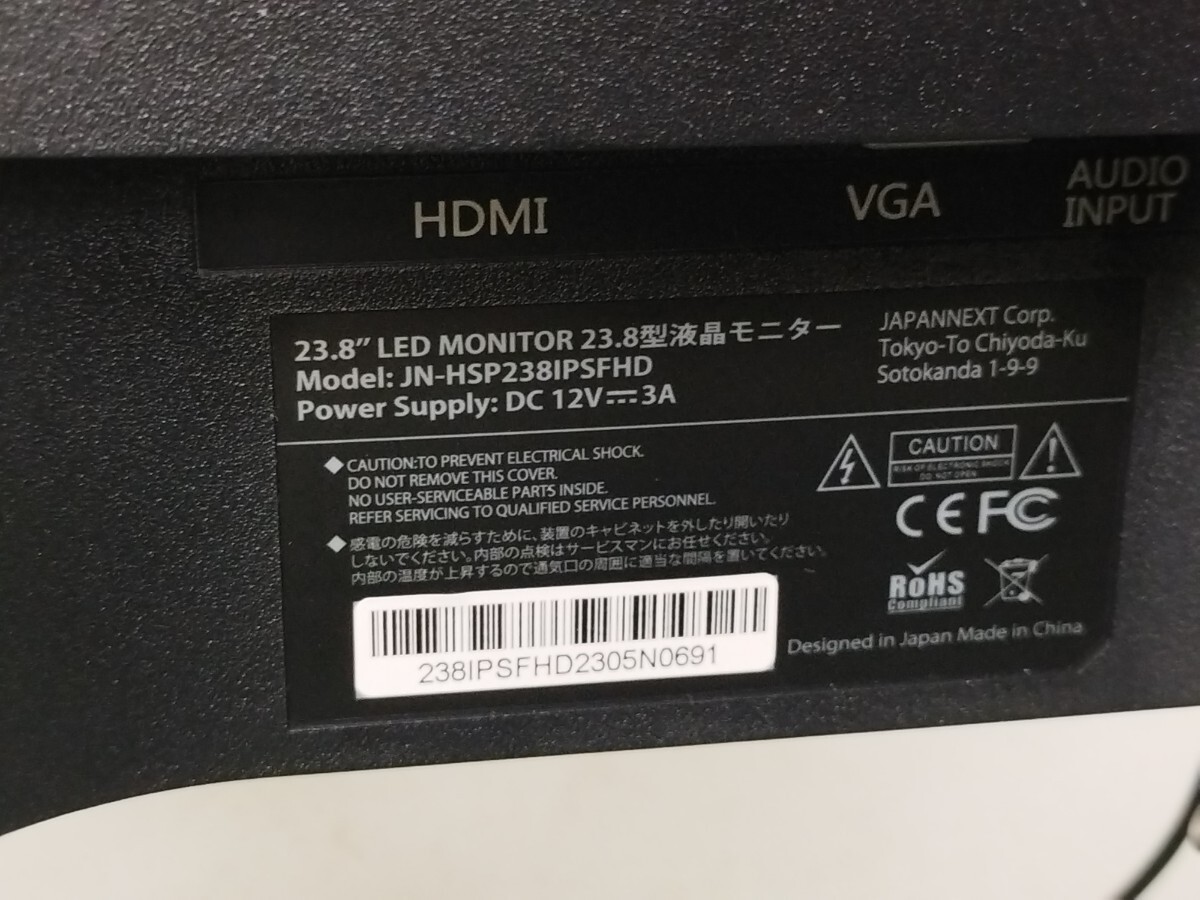 HDMI
VGA
AUDIO
INPUT
23.8” LED MONITOR 23.8型液晶モニター
Model: JN-HSP238IPSFHD
Power Supply: DC 12V⎓3A
JAPANNEXT Corp.
Tokyo-To Chiyoda-Ku
Sotokanda 1-9-9
◆CAUTION:TO PREVENT ELECTRICAL SHOCK.
DO NOT REMOVE THIS COVER.
NO USER-SERVICEABLE PARTS INSIDE.
REFER SERVICING TO QUALIFIED SERVICE PERSONNEL.
◆感電の危険を減らすために、装置のキャビネットを外したり開いたり
しないでください。内部の点検はサービスマンにお任せください。
内部の温度が上昇するので通気口の周囲に適当な間隔を置いてください。
CAUTION
RISK OF ELECTRONIC SHOCK
DO NOT OPEN
CE FC
RoHS
Compliant
238IPSFHD2305N0691
Designed in Japan Made in China